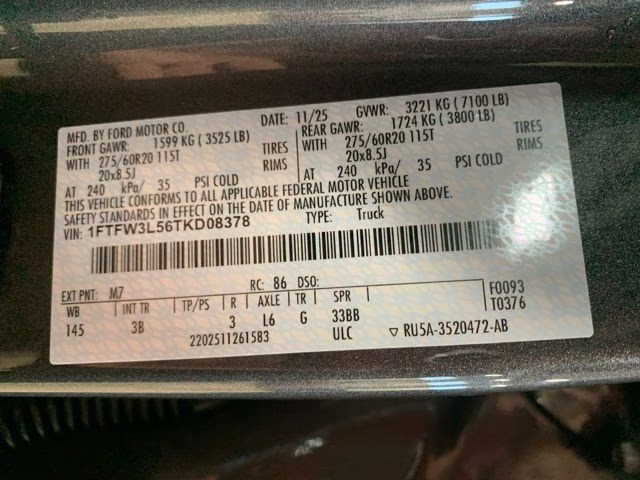 MFD. BY FORD MOTOR CO.
DATE: 11/25 GVWR: 3221 KG ( 7100 LB)
FRONT GAWR: 1599 KG ( 3525 LB) REAR GAWR: 1724 KG ( 3800 LB)
WITH 275/60R20 115T TIRES WITH 275/60R20 115T TIRES
20x8.5J RIMS 20x8.5J RIMS
AT 240 kPa/ 35 PSI COLD AT 240 kPa/ 35 PSI COLD
THIS VEHICLE CONFORMS TO ALL APPLICABLE FEDERAL MOTOR VEHICLE
SAFETY STANDARDS IN EFFECT ON THE DATE OF MANUFACTURE SHOWN ABOVE.
VIN: 1FTFW3L56TKD08378 TYPE: Truck
EXT PNT: M7 RC: 86 DSO: F0093
WB INT TR TP/PS R AXLE TR SPR T0376
145 3B 3 L6 G 33BB
2202511261583 ULC ▽ RU5A-3520472-AB